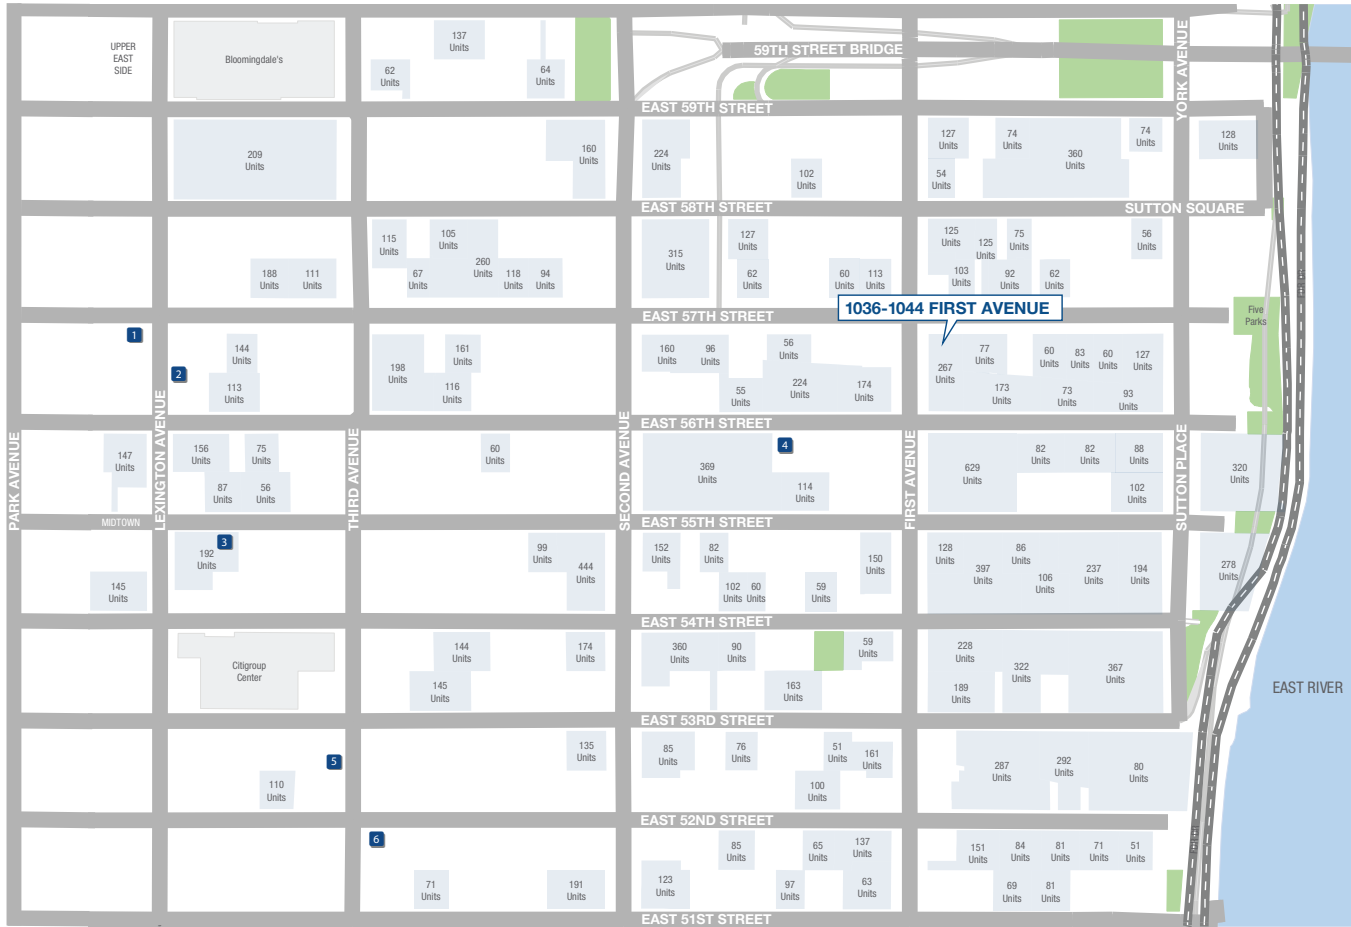 UPPER
EAST
SIDE
Bloomingdale's
137
Units
62
Units
64
Units
59TH STREET BRIDGE
YORK AVENUE
EAST 59TH STREET
209
Units
160
Units
224
Units
102
Units
127
Units
54
Units
74
Units
360
Units
74
Units
128
Units
EAST 58TH STREET
SUTTON SQUARE
188
Units
111
Units
115
Units
105
Units
67
Units
260
Units
118
Units
94
Units
315
Units
127
Units
62
Units
60
Units
113
Units
125
Units
125
Units
75
Units
103
Units
92
Units
62
Units
56
Units
EAST 57TH STREET
1036-1044 FIRST AVENUE
Five
Parks
1
2
144
Units
113
Units
198
Units
161
Units
116
Units
160
Units
96
Units
56
Units
55
Units
224
Units
174
Units
267
Units
77
Units
173
Units
60
Units
83
Units
60
Units
127
Units
73
Units
93
Units
EAST 56TH STREET
PARK AVENUE
LEXINGTON AVENUE
THIRD AVENUE
SECOND AVENUE
FIRST AVENUE
SUTTON PLACE
147
Units
156
Units
75
Units
87
Units
56
Units
60
Units
369
Units
4
114
Units
629
Units
82
Units
82
Units
88
Units
102
Units
320
Units
MIDTOWN
EAST 55TH STREET
145
Units
192
Units
3
99
Units
444
Units
152
Units
82
Units
102
Units
60
Units
59
Units
150
Units
128
Units
397
Units
86
Units
106
Units
237
Units
194
Units
278
Units
EAST 54TH STREET
Citigroup
Center
144
Units
145
Units
174
Units
360
Units
90
Units
163
Units
59
Units
228
Units
189
Units
322
Units
367
Units
EAST RIVER
EAST 53RD STREET
110
Units
5
135
Units
85
Units
76
Units
51
Units
161
Units
100
Units
287
Units
292
Units
80
Units
EAST 52ND STREET
6
71
Units
191
Units
123
Units
85
Units
65
Units
137
Units
97
Units
63
Units
151
Units
84
Units
81
Units
71
Units
51
Units
69
Units
81
Units
EAST 51ST STREET